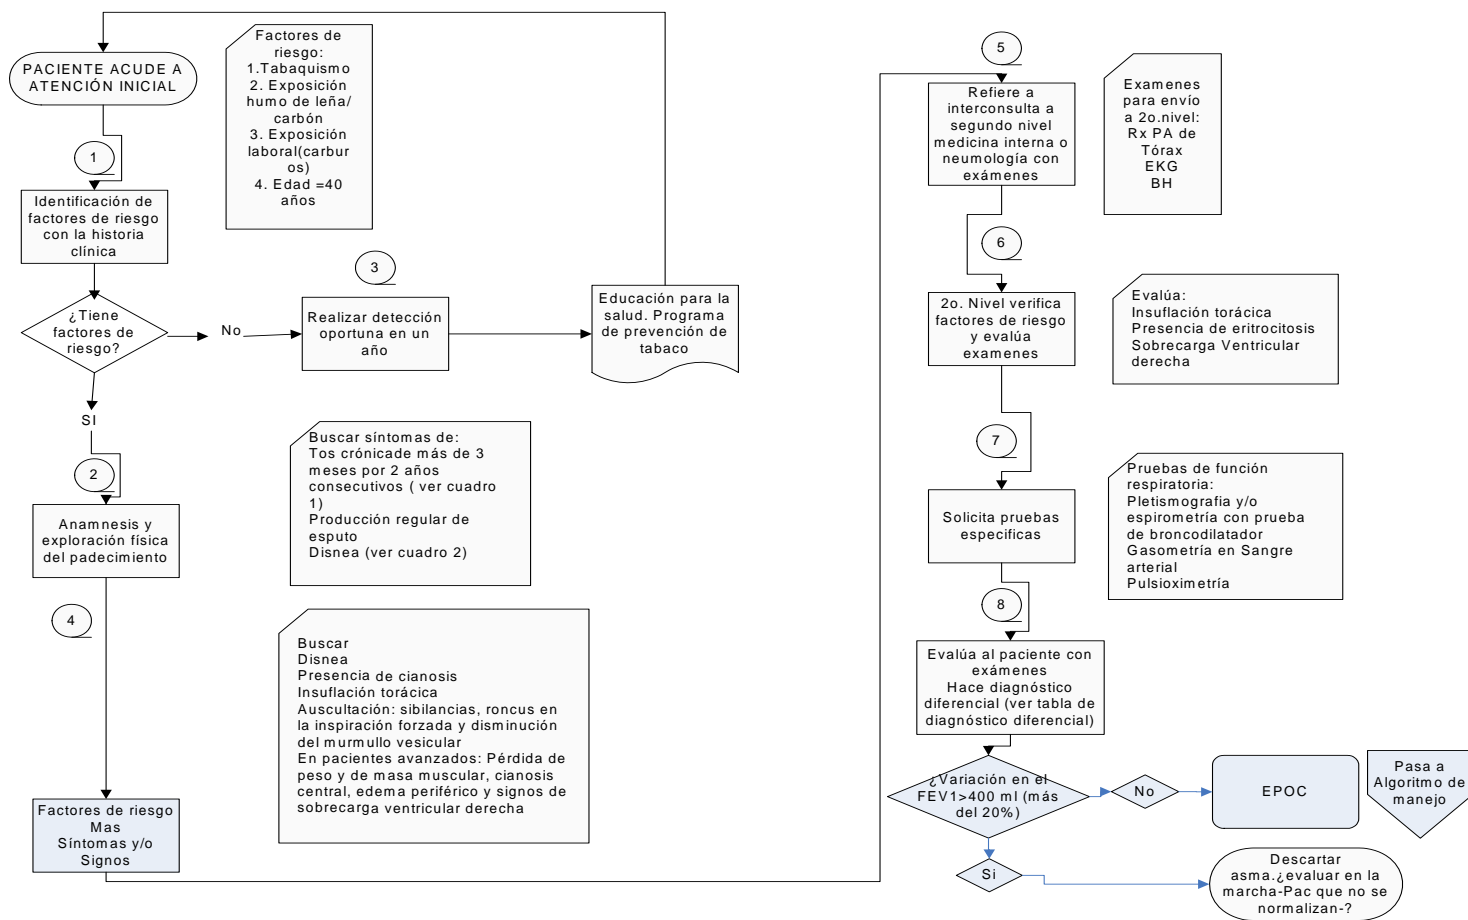 PACIENTE ACUDE A
ATENCIÓN INICIAL
Factores de
riesgo:
1.Tabaquismo
2. Exposición
humo de leña/
carbón
3. Exposición
laboral(carbur
os)
4. Edad =40
años
1
Identificación de
factores de riesgo
con la historia
clínica
¿Tiene
factores de
riesgo?
No
3
Realizar detección
oportuna en un
año
Educación para la
salud. Programa
de prevención de
tabaco
SI
2
Anamnesis y
exploración física
del padecimiento
Buscar síntomas de:
Tos crónicade más de 3
meses por 2 años
consecutivos ( ver cuadro
1)
Producción regular de
esputo
Disnea (ver cuadro 2)
4
Buscar
Disnea
Presencia de cianosis
Insuflación torácica
Auscultación: sibilancias, roncus en
la inspiración forzada y disminución
del murmullo vesicular
En pacientes avanzados: Pérdida de
peso y de masa muscular, cianosis
central, edema periférico y signos de
sobrecarga ventricular derecha
Factores de riesgo
Mas
Síntomas y/o
Signos
5
Refiere a
interconsulta a
segundo nivel
medicina interna o
neumología con
exámenes
Examenes
para envío
a 2o.nivel:
Rx PA de
Tórax
EKG
BH
6
2o. Nivel verifica
factores de riesgo
y evalúa
examenes
Evalúa:
Insuflación torácica
Presencia de eritrocitosis
Sobrecarga Ventricular
derecha
7
Solicita pruebas
especificas
Pruebas de función
respiratoria:
Pletismografia y/o
espirometría con prueba
de broncodilatador
Gasometría en Sangre
arterial
Pulsioximetría
8
Evalúa al paciente con
exámenes
Hace diagnóstico
diferencial (ver tabla de
diagnóstico diferencial)
¿Variación en el
FEV1>400 ml (más
del 20%)
No
EPOC
Pasa a
Algoritmo de
manejo
Si
Descartar
asma.¿evaluar en la
marcha-Pac que no se
normalizan-?